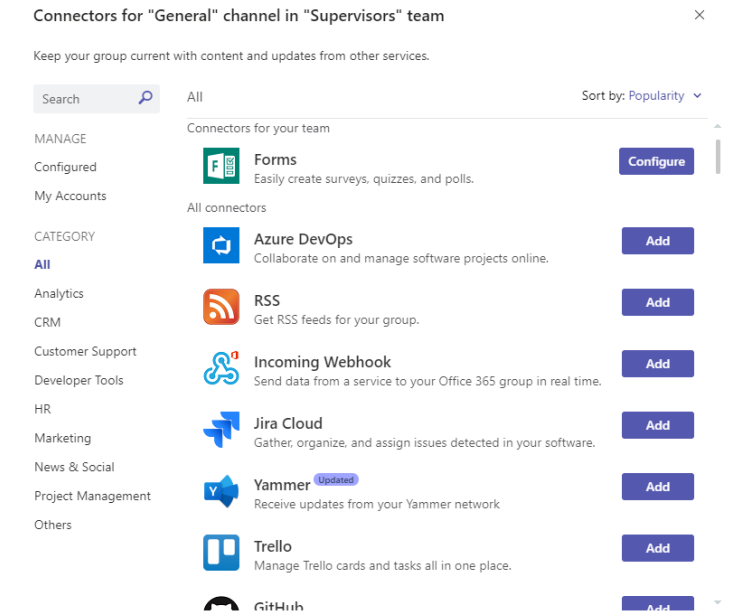 Connectors for "General" channel in "Supervisors" team
Keep your group current with content and updates from other services.
Search
MANAGE
Configured
My Accounts
CATEGORY
All
Analytics
CRM
Customer Support
Developer Tools
HR
Marketing
News & Social
Project Management
Others
All
Sort by: Popularity
Connectors for your team
Forms
Easily create surveys, quizzes, and polls.
Configure
All connectors
Azure DevOps
Collaborate on and manage software projects online.
Add
RSS
Get RSS feeds for your group.
Add
Incoming Webhook
Send data from a service to your Office 365 group in real time.
Add
Jira Cloud
Gather, organize, and assign issues detected in your software.
Add
Yammer Updated
Receive updates from your Yammer network
Add
Trello
Manage Trello cards and tasks all in one place.
Add
GitHub
Add